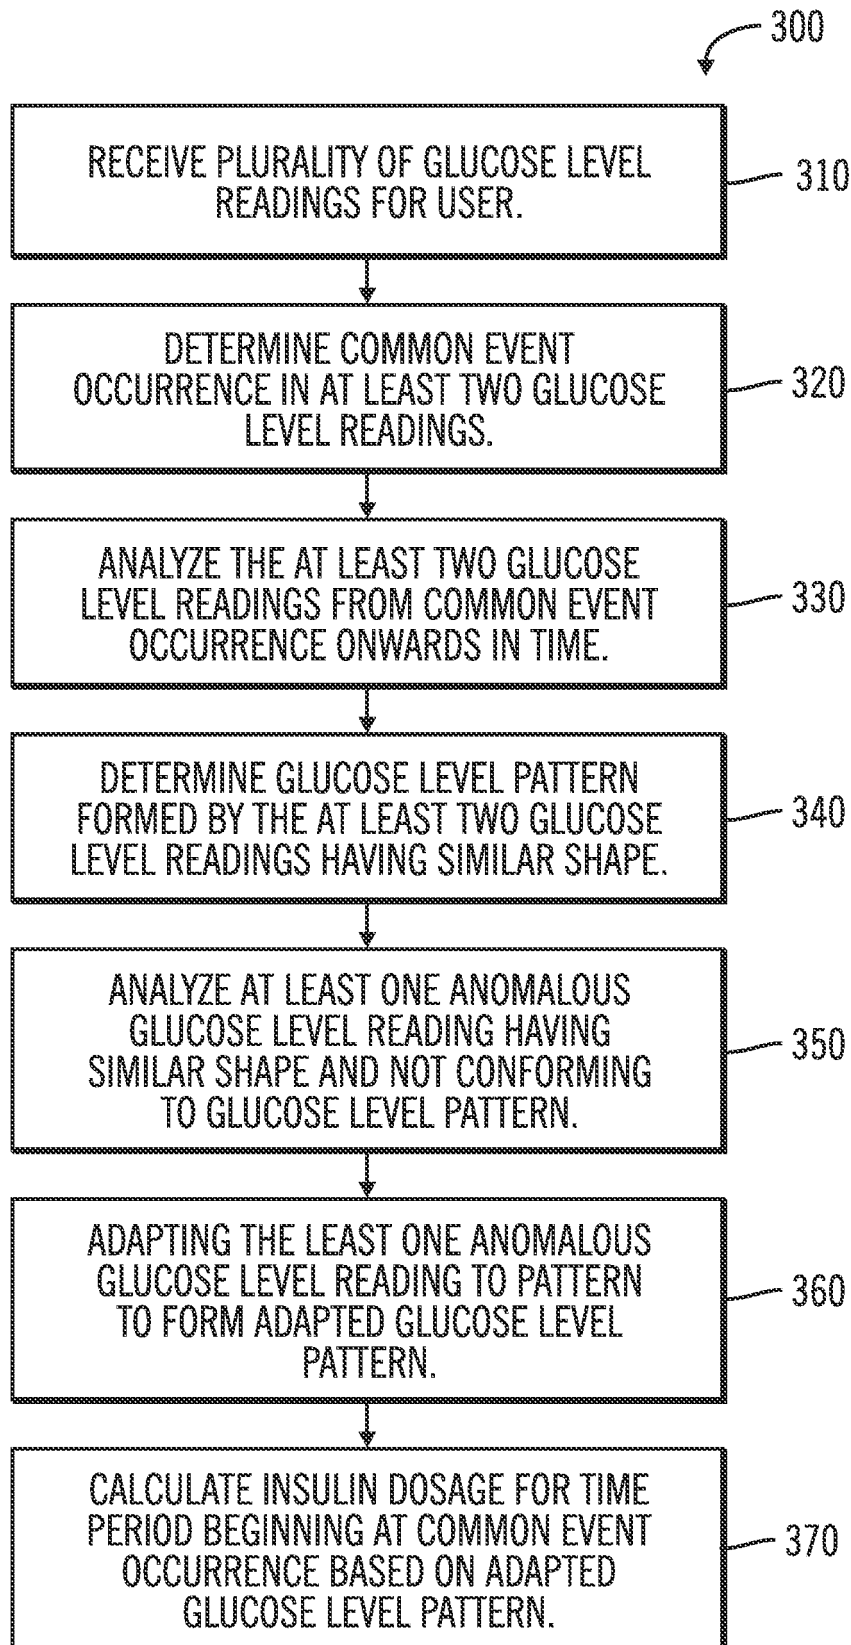 300
RECEIVE PLURALITY OF GLUCOSE LEVEL
READINGS FOR USER.
310
DETERMINE COMMON EVENT
OCCURRENCE IN AT LEAST TWO GLUCOSE
LEVEL READINGS.
320
ANALYZE THE AT LEAST TWO GLUCOSE
LEVEL READINGS FROM COMMON EVENT
OCCURRENCE ONWARDS IN TIME.
330
DETERMINE GLUCOSE LEVEL PATTERN
FORMED BY THE AT LEAST TWO GLUCOSE
LEVEL READINGS HAVING SIMILAR SHAPE.
340
ANALYZE AT LEAST ONE ANOMALOUS
GLUCOSE LEVEL READING HAVING
SIMILAR SHAPE AND NOT CONFORMING
TO GLUCOSE LEVEL PATTERN.
350
ADAPTING THE LEAST ONE ANOMALOUS
GLUCOSE LEVEL READING TO PATTERN
TO FORM ADAPTED GLUCOSE LEVEL
PATTERN.
360
CALCULATE INSULIN DOSAGE FOR TIME
PERIOD BEGINNING AT COMMON EVENT
OCCURRENCE BASED ON ADAPTED
GLUCOSE LEVEL PATTERN.
370